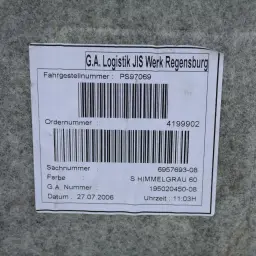 G.A. Logistik JIS Werk Regensburg
Fahrgestellnummer : PS97069
Ordernummer 4199902
Sachnummer 6957693-08
Farbe S HIMMELGRAU 60
G.A. Nummer 195020450-08
Datum : 27.07.2006 Uhrzeit : 11:03H